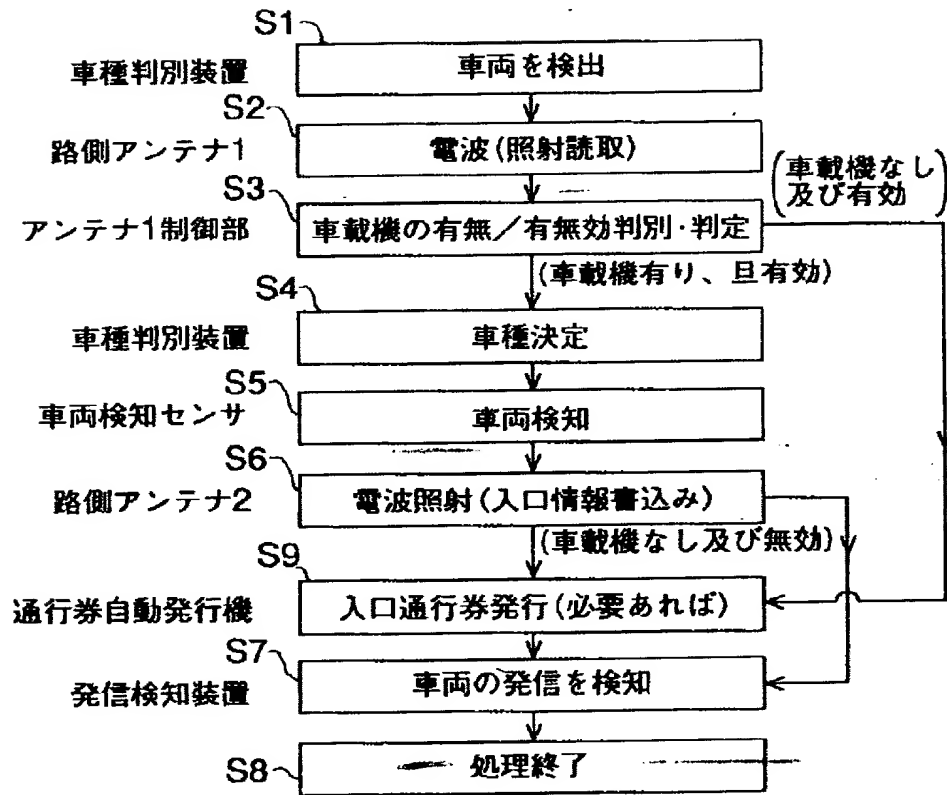 S1
車種判別装置
車両を検出
S2
路側アンテナ1
電波(照射読取)
S3
アンテナ1制御部
車載機の有無／有無効判別・判定
(車載機なし
及び有効)
(車載機有り、旦有効)
S4
車種判別装置
車種決定
S5
車両検知センサ
車両検知
S6
路側アンテナ2
電波照射(入口情報書込み)
(車載機なし及び無効)
S9
通行券自動発行機
入口通行券発行(必要あれば)
S7
発信検知装置
車両の発信を検知
S8
処理終了